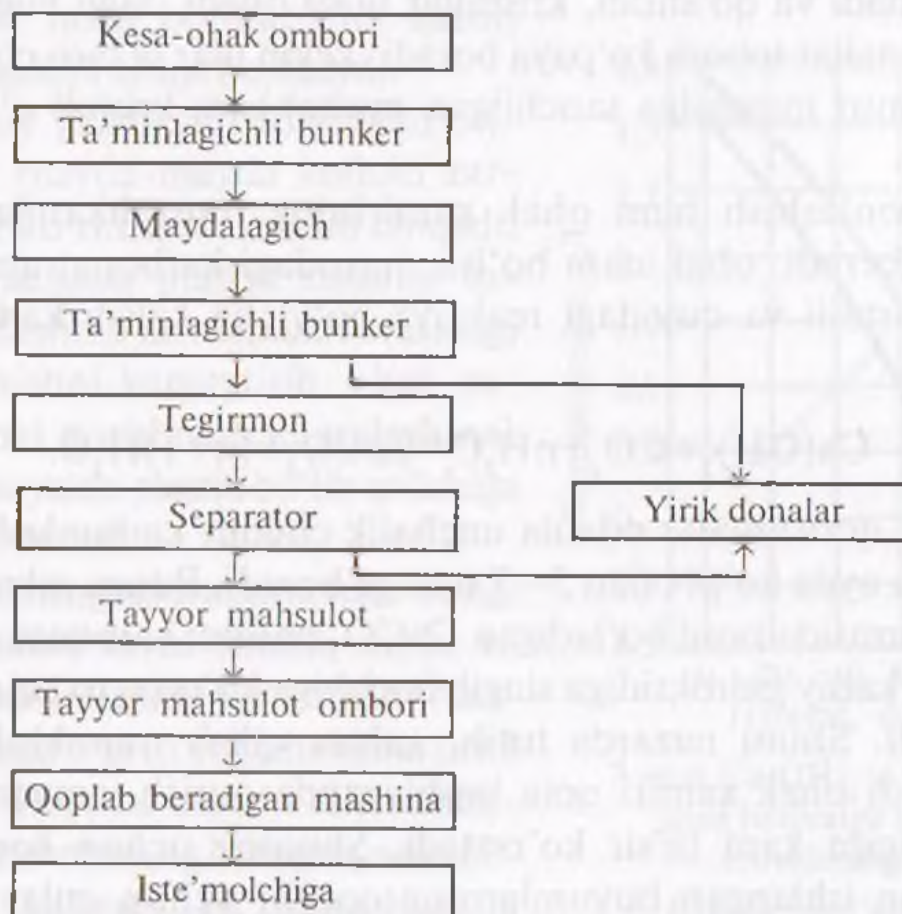 Kesa-ohak ombori
Ta’minlagichli bunker
Maydalagich
Ta’minlagichli bunker
Tegirmon
Separator
Yirik donalar
Tayyor mahsulot
Tayyor mahsulot ombori
Qoplab beradigan mashina
Iste’molchiga